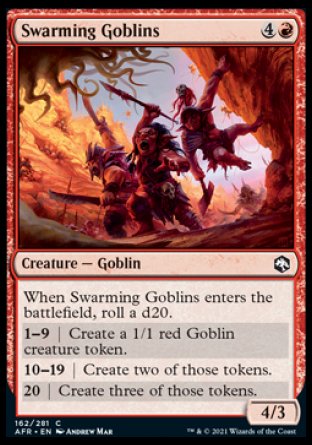 Swarming Goblins 4
Creature — Goblin
When Swarming Goblins enters the
battlefield, roll a d20.
1–9 | Create a 1/1 red Goblin
creature token.
10–19 | Create two of those tokens.
20 | Create three of those tokens.
4/3
162/281 C
AFR • EN Andrew Mar
™ & © 2021 Wizards of the Coast